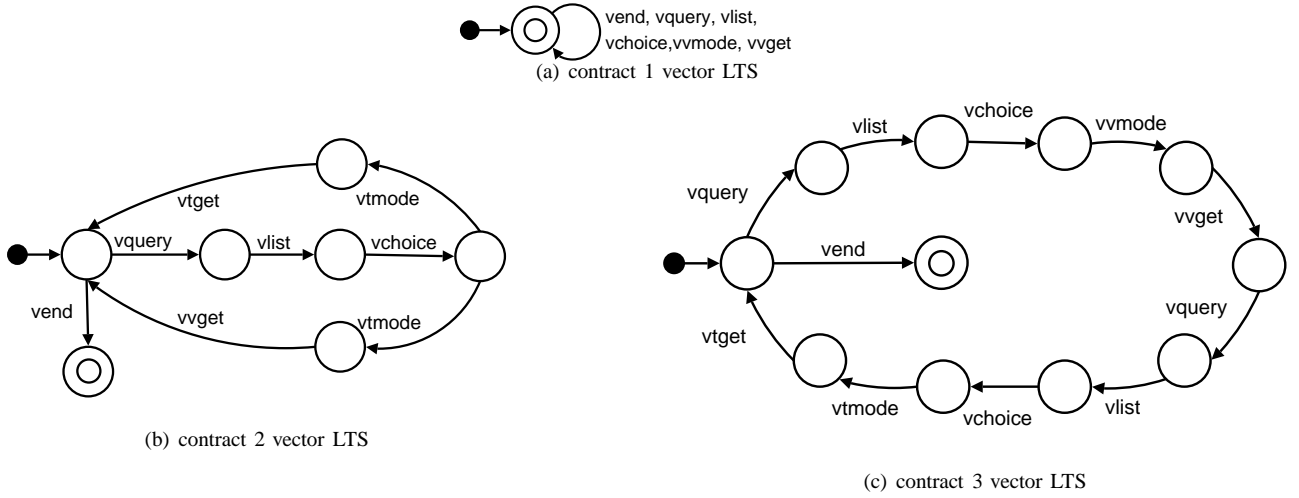 vend, vquery, vlist,
vchoice,vvmode, vvget
(a) contract 1 vector LTS
vtget
vtmode
vquery
vlist
vchoice
vend
vvget
vtmode
(b) contract 2 vector LTS
vlist
vchoice
vvmode
vquery
vvget
vend
vquery
vtget
vtmode
vchoice
vlist
(c) contract 3 vector LTS